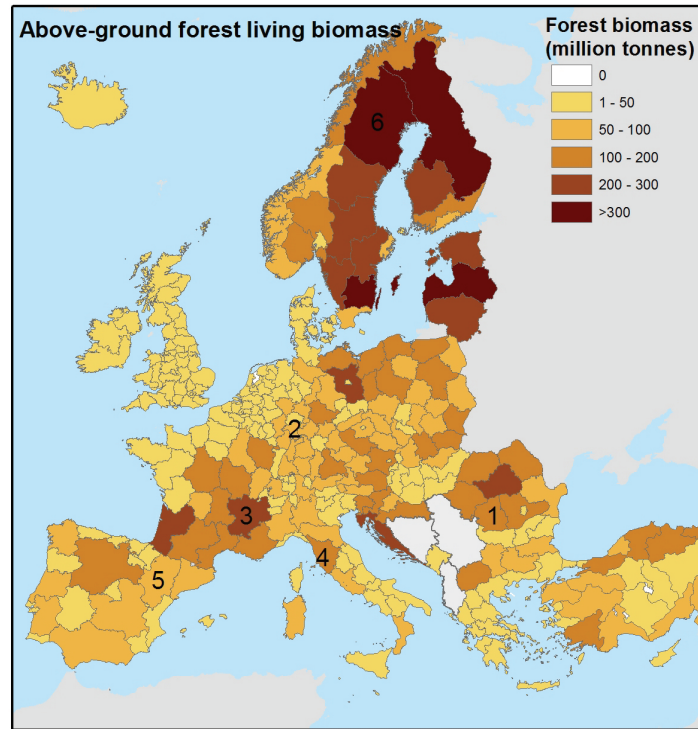 Above-ground forest living biomass
Forest biomass
(million tonnes)
0
1 - 50
50 - 100
100 - 200
200 - 300
>300
6
2
3
1
4
5